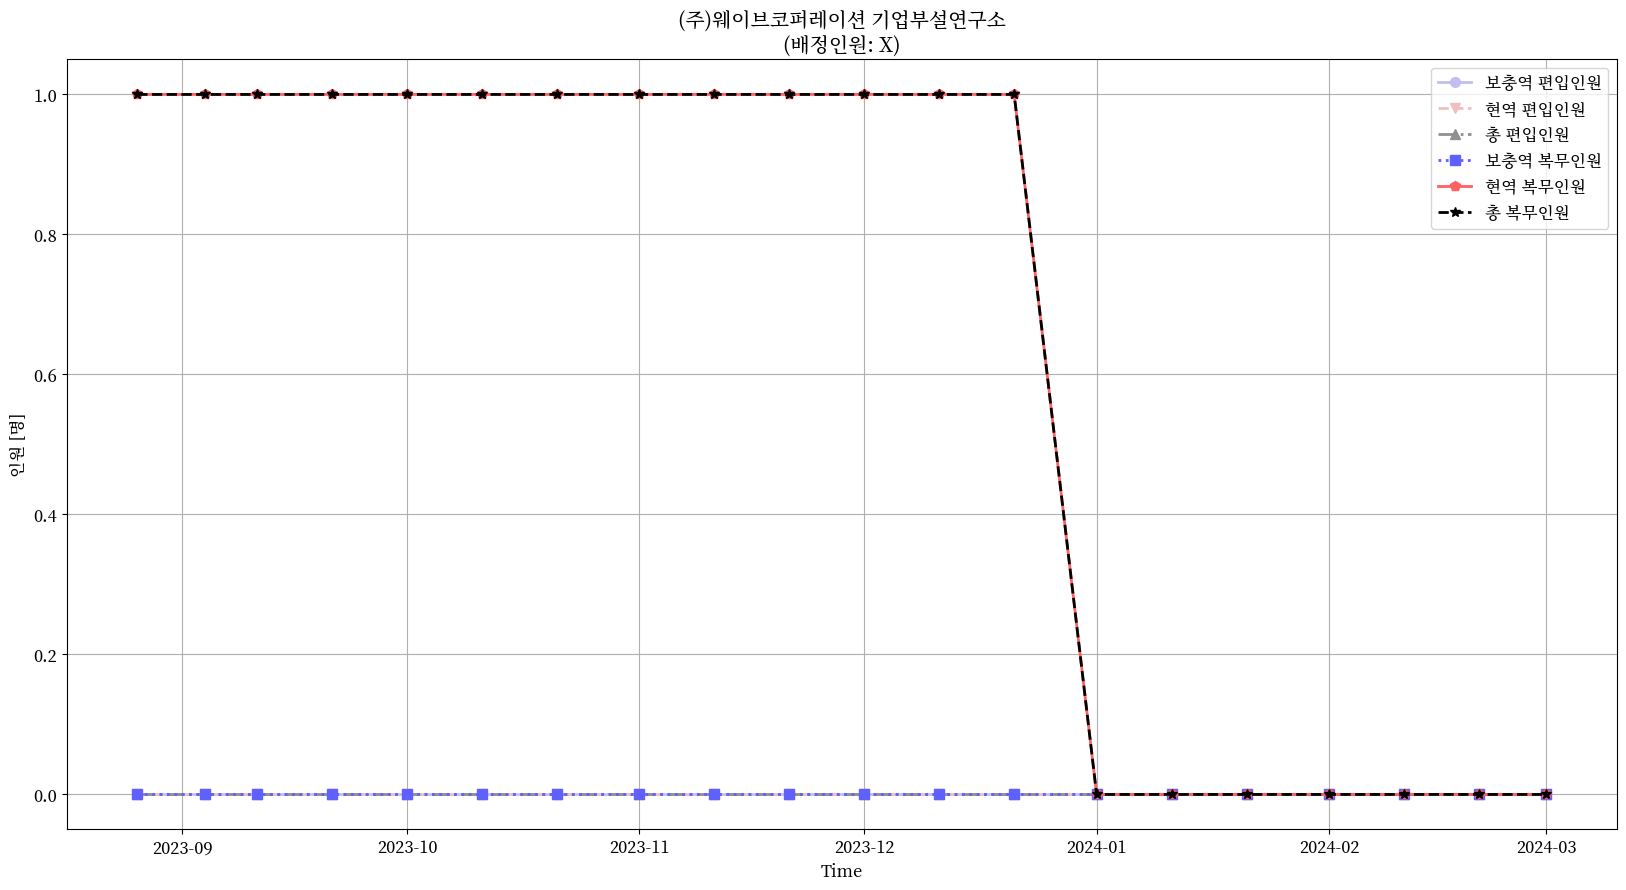 (주)웨이브코퍼레이션 기업부설연구소
(배정인원: X)
보충역 편입인원
현역 편입인원
총 편입인원
보충역 복무인원
현역 복무인원
총 복무인원
인원 [명]
1.0
0.8
0.6
0.4
0.2
0.0
2023-09
2023-10
2023-11
2023-12
2024-01
2024-02
2024-03
Time